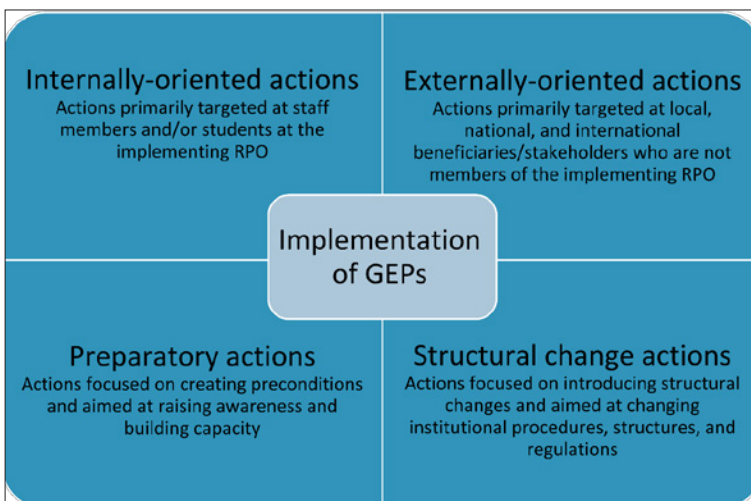 Internally-oriented actions
Actions primarily targeted at staff
members and/or students at the
implementing RPO
Externally-oriented actions
Actions primarily targeted at local,
national, and international
beneficiaries/stakeholders who are not
members of the implementing RPO
Implementation
of GEPs
Preparatory actions
Actions focused on creating preconditions
and aimed at raising awareness and
building capacity
Structural change actions
Actions focused on introducing structural
changes and aimed at changing
institutional procedures, structures, and
regulations